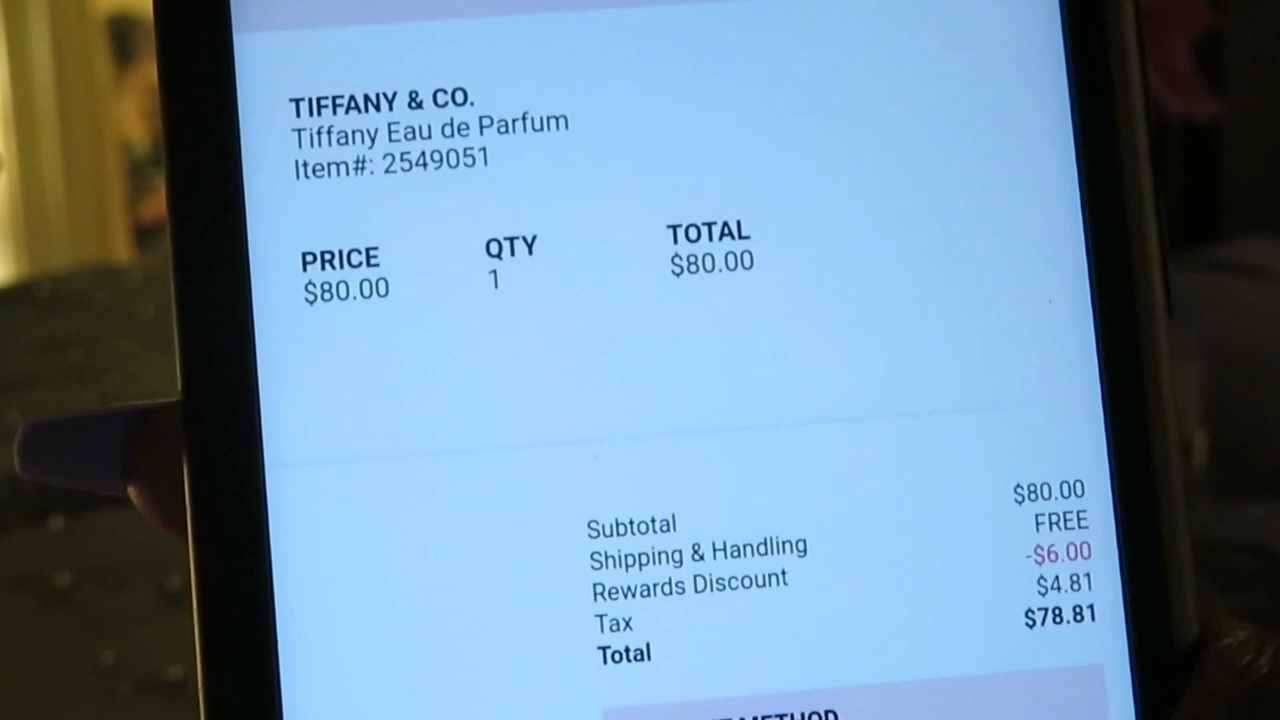 TIFFANY & CO.
Tiffany Eau de Parfum
Item#: 2549051
PRICE QTY TOTAL
$80.00 1 $80.00
Subtotal $80.00
Shipping & Handling FREE
Rewards Discount -$6.00
Tax $4.81
Total $78.81
METHOD